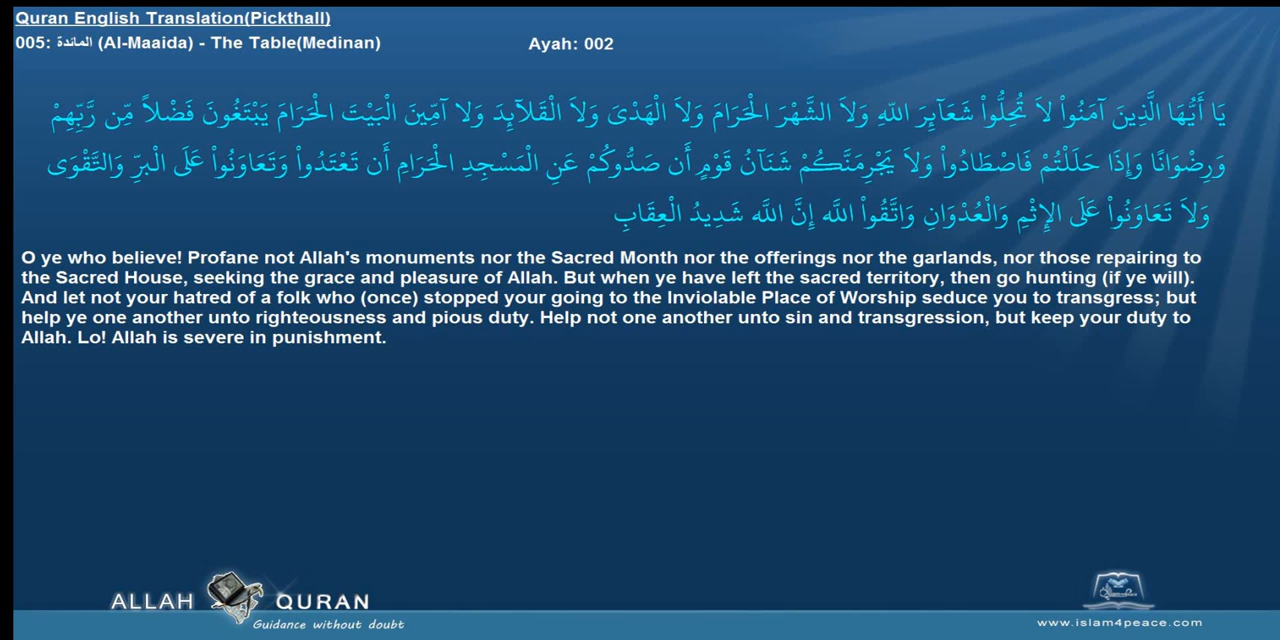 Quran English Translation(Pickthall)
005: المائدة (Al-Maaida) - The Table(Medinan)
Ayah: 002
يَا أَيُّهَا الَّذِينَ آمَنُواْ لاَ تُحِلُّواْ شَعَآئِرَ اللّهِ وَلاَ الشَّهْرَ الْحَرَامَ وَلاَ الْهَدْيَ وَلاَ الْقَلآئِدَ وَلا آمِّينَ الْبَيْتَ الْحَرَامَ يَبْتَغُونَ فَضْلاً مِّن رَّبِّهِمْ
وَرِضْوَانًا وَإِذَا حَلَلْتُمْ فَاصْطَادُواْ وَلاَ يَجْرِمَنَّكُمْ شَنَآنُ قَوْمٍ أَن صَدُّوكُمْ عَنِ الْمَسْجِدِ الْحَرَامِ أَن تَعْتَدُواْ وَتَعَاوَنُواْ عَلَى الْبرِّ وَالتَّقْوَى
وَلاَ تَعَاوَنُواْ عَلَى الإِثْمِ وَالْعُدْوَانِ وَاتَّقُواْ اللّهَ إِنَّ اللّهَ شَدِيدُ الْعِقَابِ
O ye who believe! Profane not Allah's monuments nor the Sacred Month nor the offerings nor the garlands, nor those repairing to
the Sacred House, seeking the grace and pleasure of Allah. But when ye have left the sacred territory, then go hunting (if ye will).
And let not your hatred of a folk who (once) stopped your going to the Inviolable Place of Worship seduce you to transgress; but
help ye one another unto righteousness and pious duty. Help not one another unto sin and transgression, but keep your duty to
Allah. Lo! Allah is severe in punishment.
ALLAH QURAN
Guidance without doubt
www.islam4peace.com